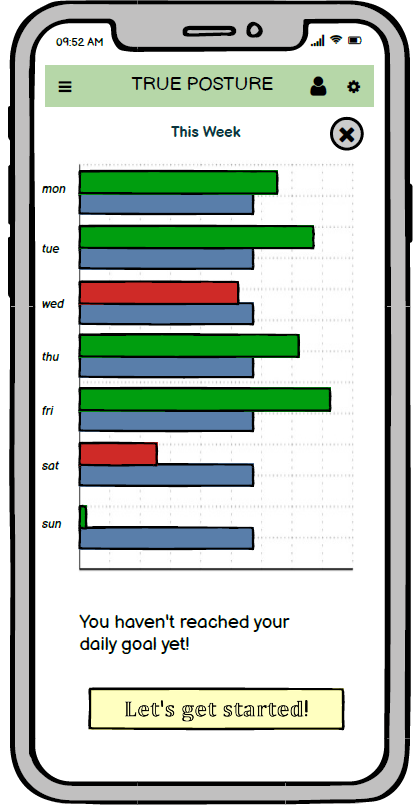 09:52 AM
TRUE POSTURE
This Week
mon
tue
wed
thu
fri
sat
sun
You haven't reached your
daily goal yet!
Let's get started!